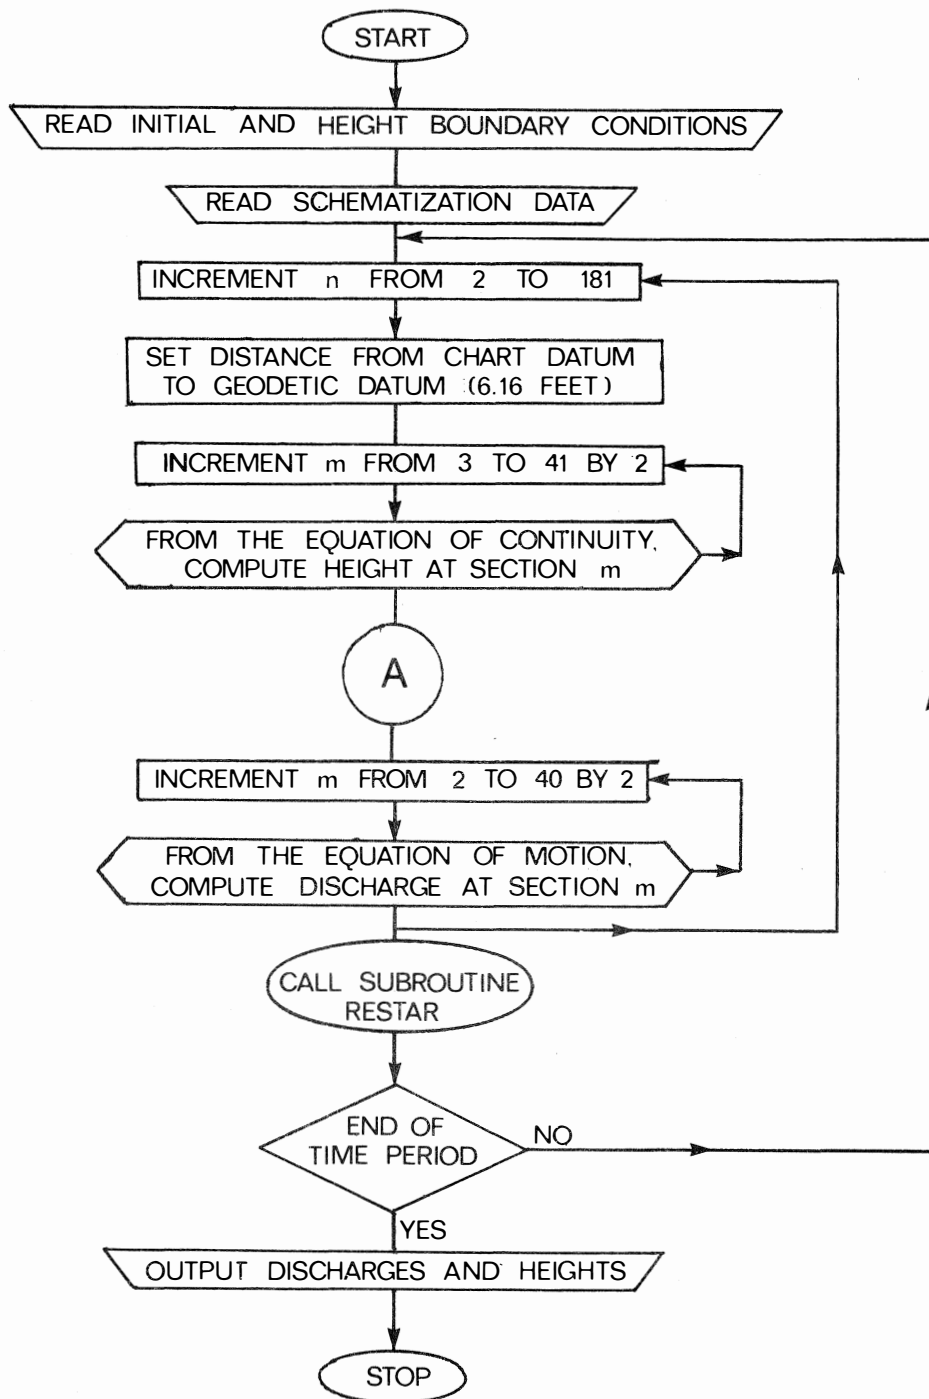 START
READ INITIAL AND HEIGHT BOUNDARY CONDITIONS
READ SCHEMATIZATION DATA
INCREMENT n FROM 2 TO 181
SET DISTANCE FROM CHART DATUM
TO GEODETIC DATUM (6.16 FEET)
INCREMENT m FROM 3 TO 41 BY 2
FROM THE EQUATION OF CONTINUITY,
COMPUTE HEIGHT AT SECTION m
A
INCREMENT m FROM 2 TO 40 BY 2
FROM THE EQUATION OF MOTION,
COMPUTE DISCHARGE AT SECTION m
CALL SUBROUTINE
RESTAR
END OF
TIME PERIOD
NO
YES
OUTPUT DISCHARGES AND HEIGHTS
STOP